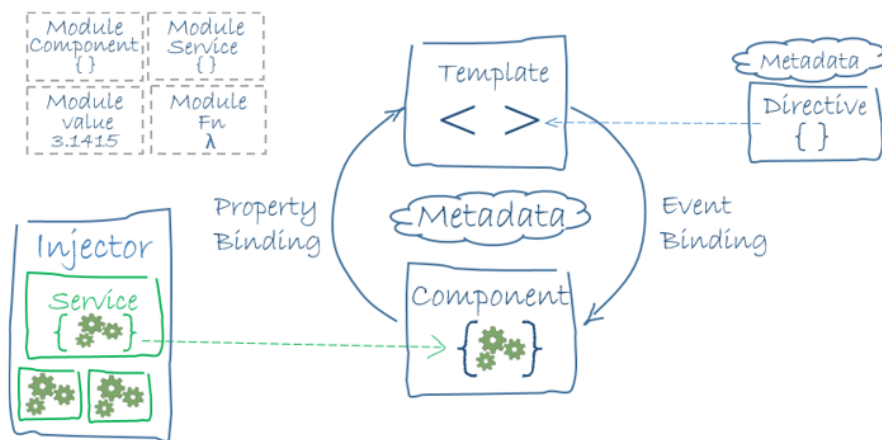 Module
Component
{ }
Module
Service
{ }
Module
value
3.1415
Module
Fn
λ
Template
< >
Metadata
Directive
{ }
Property
Binding
Metadata
Event
Binding
Injector
Service
{ }
Component
{ }